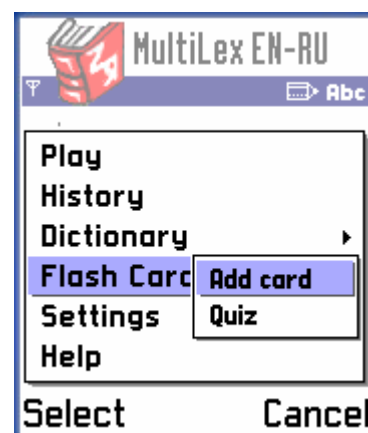 MultiLex EN-RU
Abc
Play
History
Dictionary
Flash Card
Add card
Settings
Quiz
Help
Select
Cancel